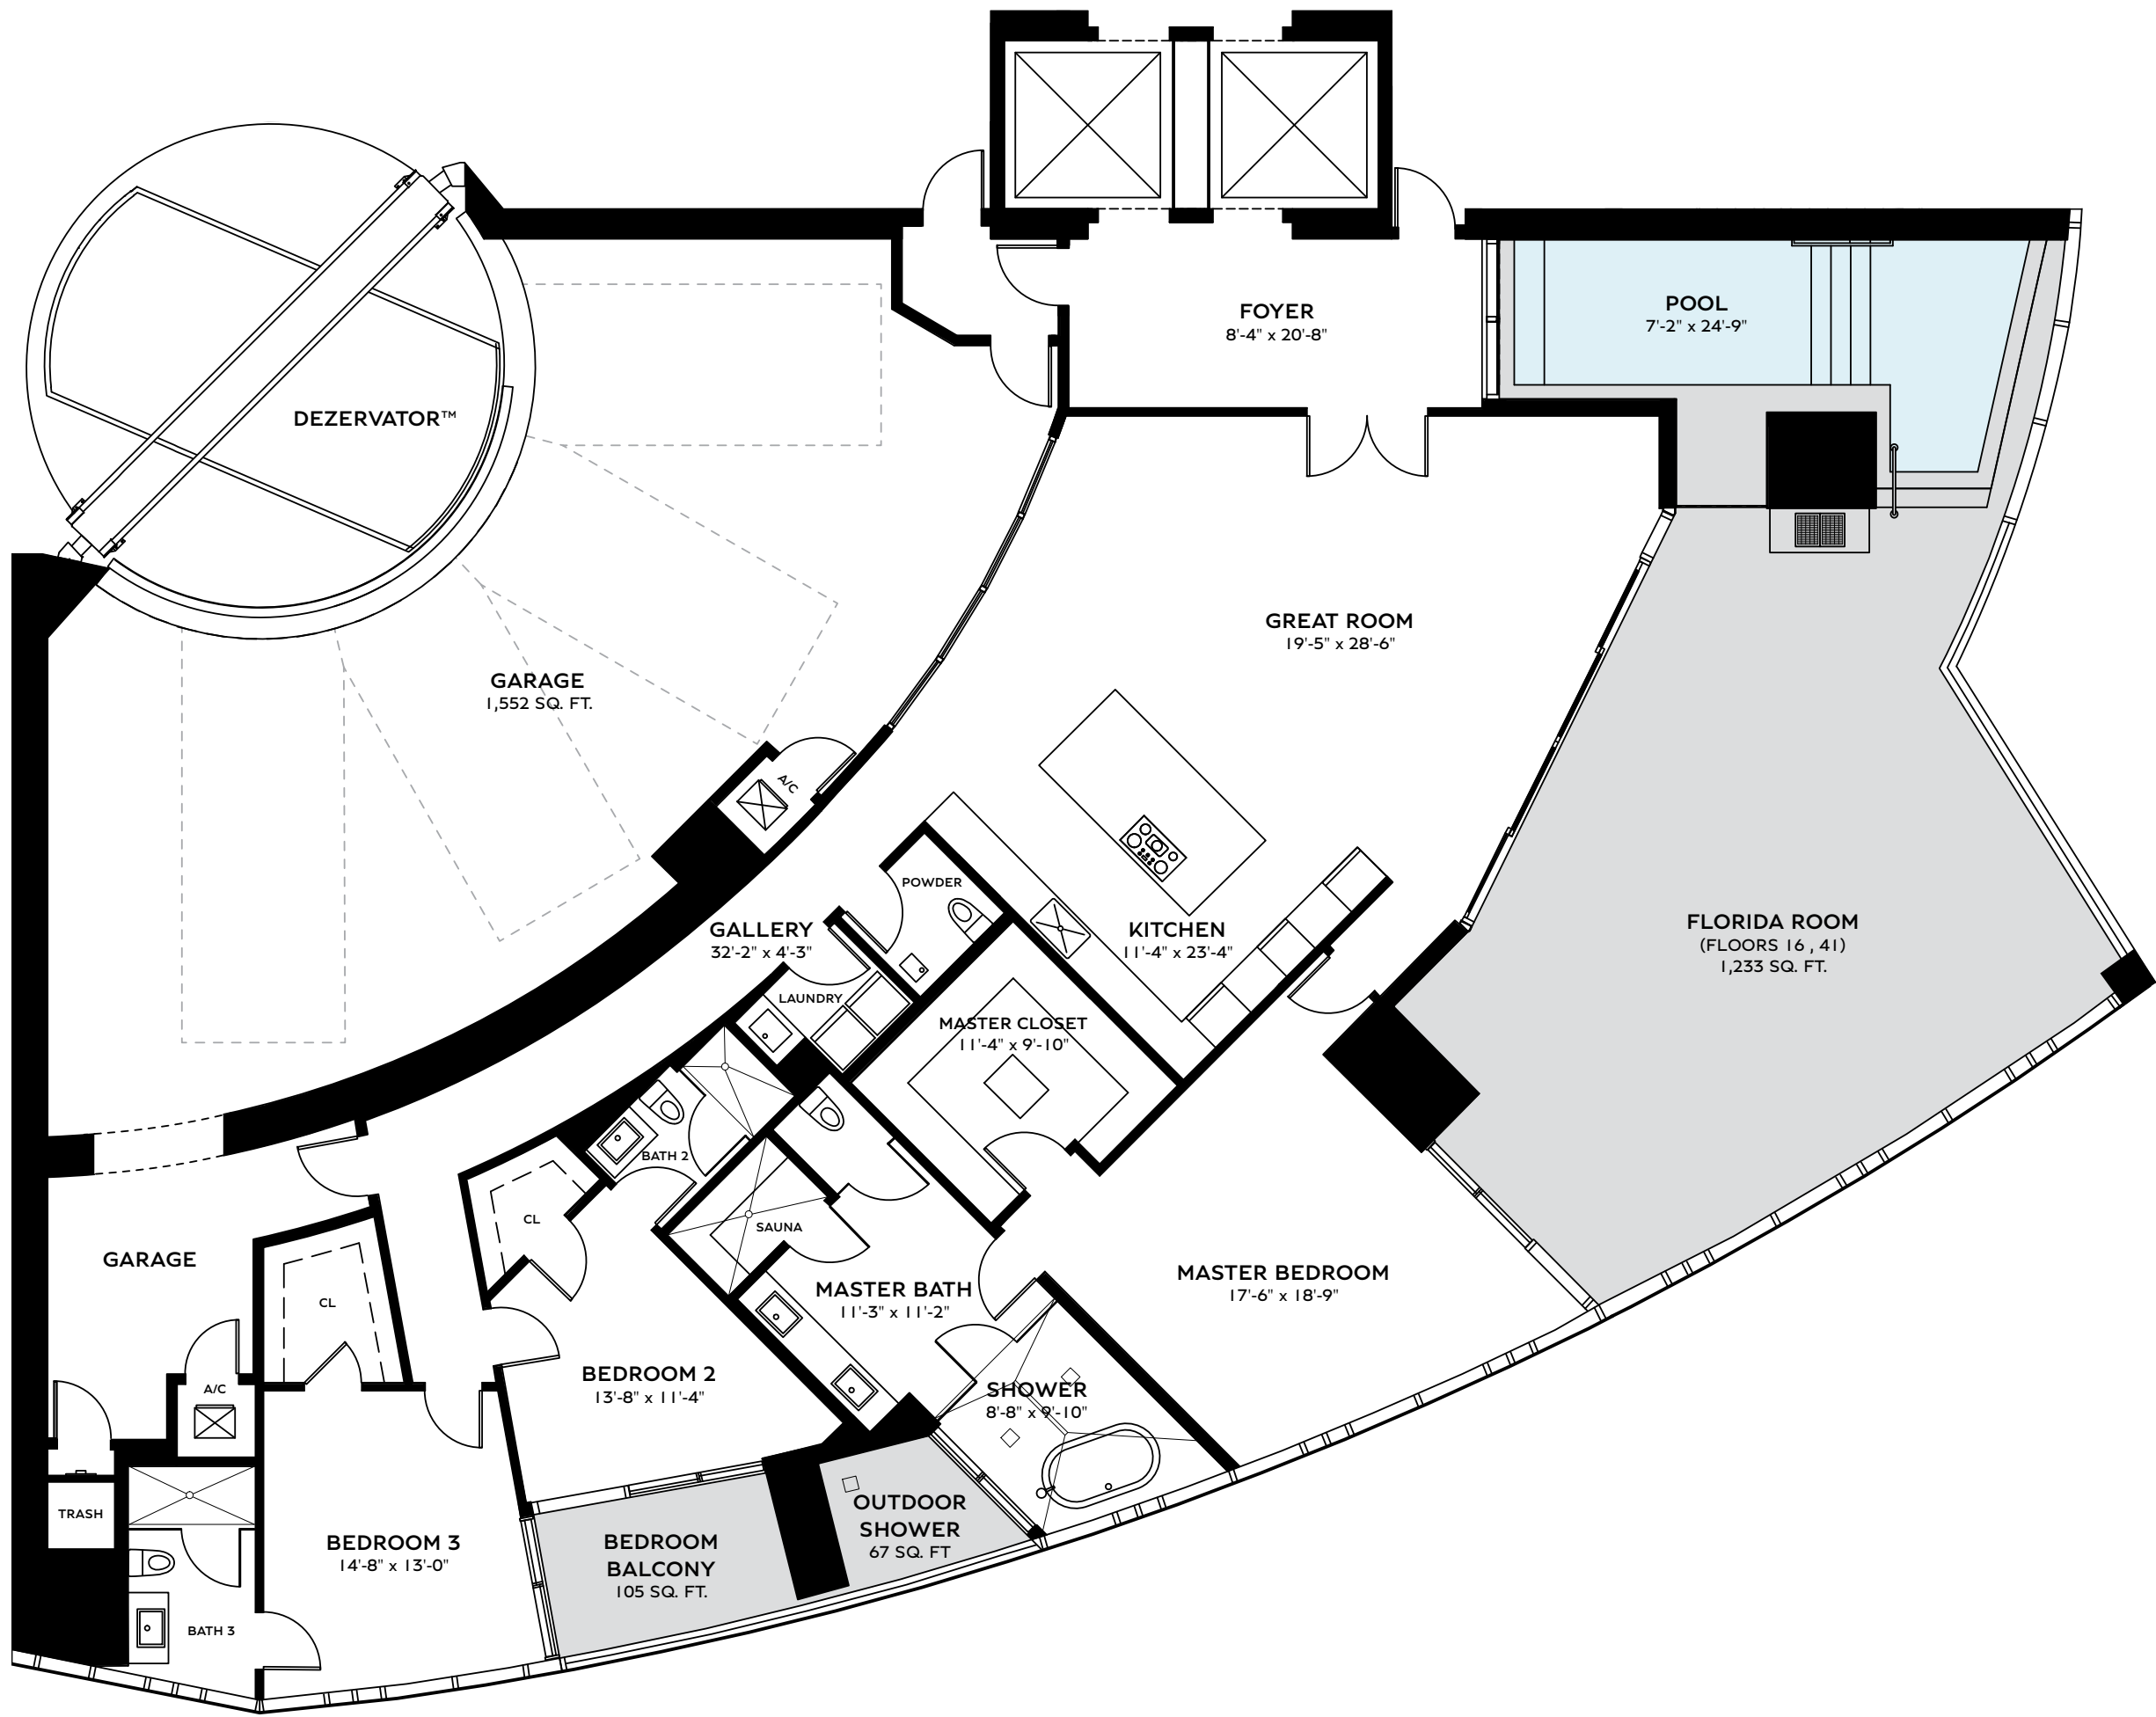 FOYER
8'-4" x 20'-8"
POOL
7'-2" x 24'-9"
DEZERVATOR™
GREAT ROOM
19'-5" x 28'-6"
GARAGE
1,552 SQ. FT.
A/C
POWDER
GALLERY
32'-2" x 4'-3"
KITCHEN
11'-4" x 23'-4"
FLORIDA ROOM
(FLOORS 16 , 41)
1,233 SQ. FT.
LAUNDRY
MASTER CLOSET
11'-4" x 9'-10"
BATH 2
CL
SAUNA
GARAGE
CL
MASTER BATH
11'-3" x 11'-2"
MASTER BEDROOM
17'-6" x 18'-9"
BEDROOM 2
13'-8" x 11'-4"
A/C
SHOWER
8'-8" x 9'-10"
TRASH
BEDROOM 3
14'-8" x 13'-0"
BEDROOM
BALCONY
105 SQ. FT.
OUTDOOR
SHOWER
67 SQ. FT
BATH 3